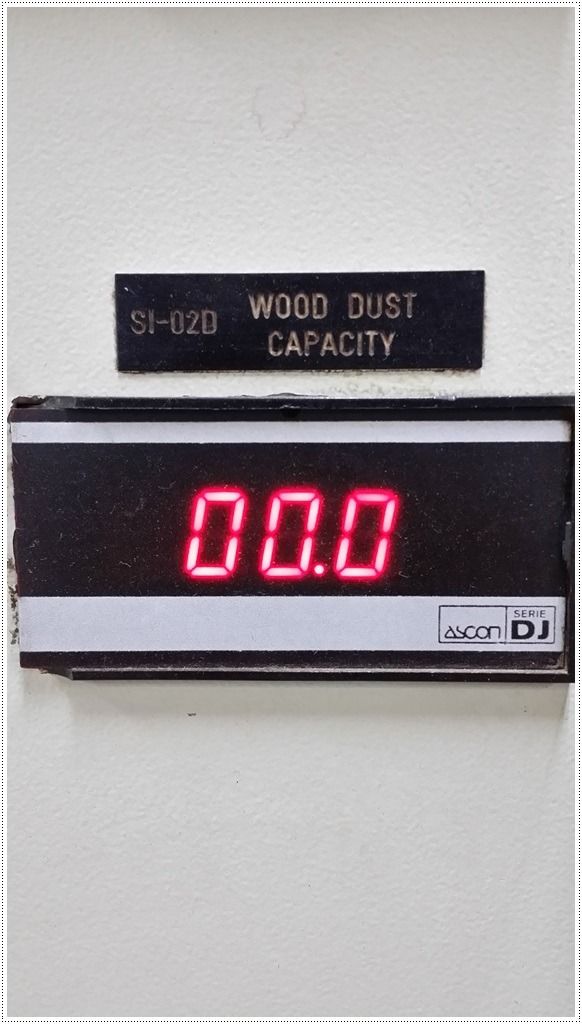 SI-02D
WOOD DUST
CAPACITY
00.0
ascon
SERIE
DJ